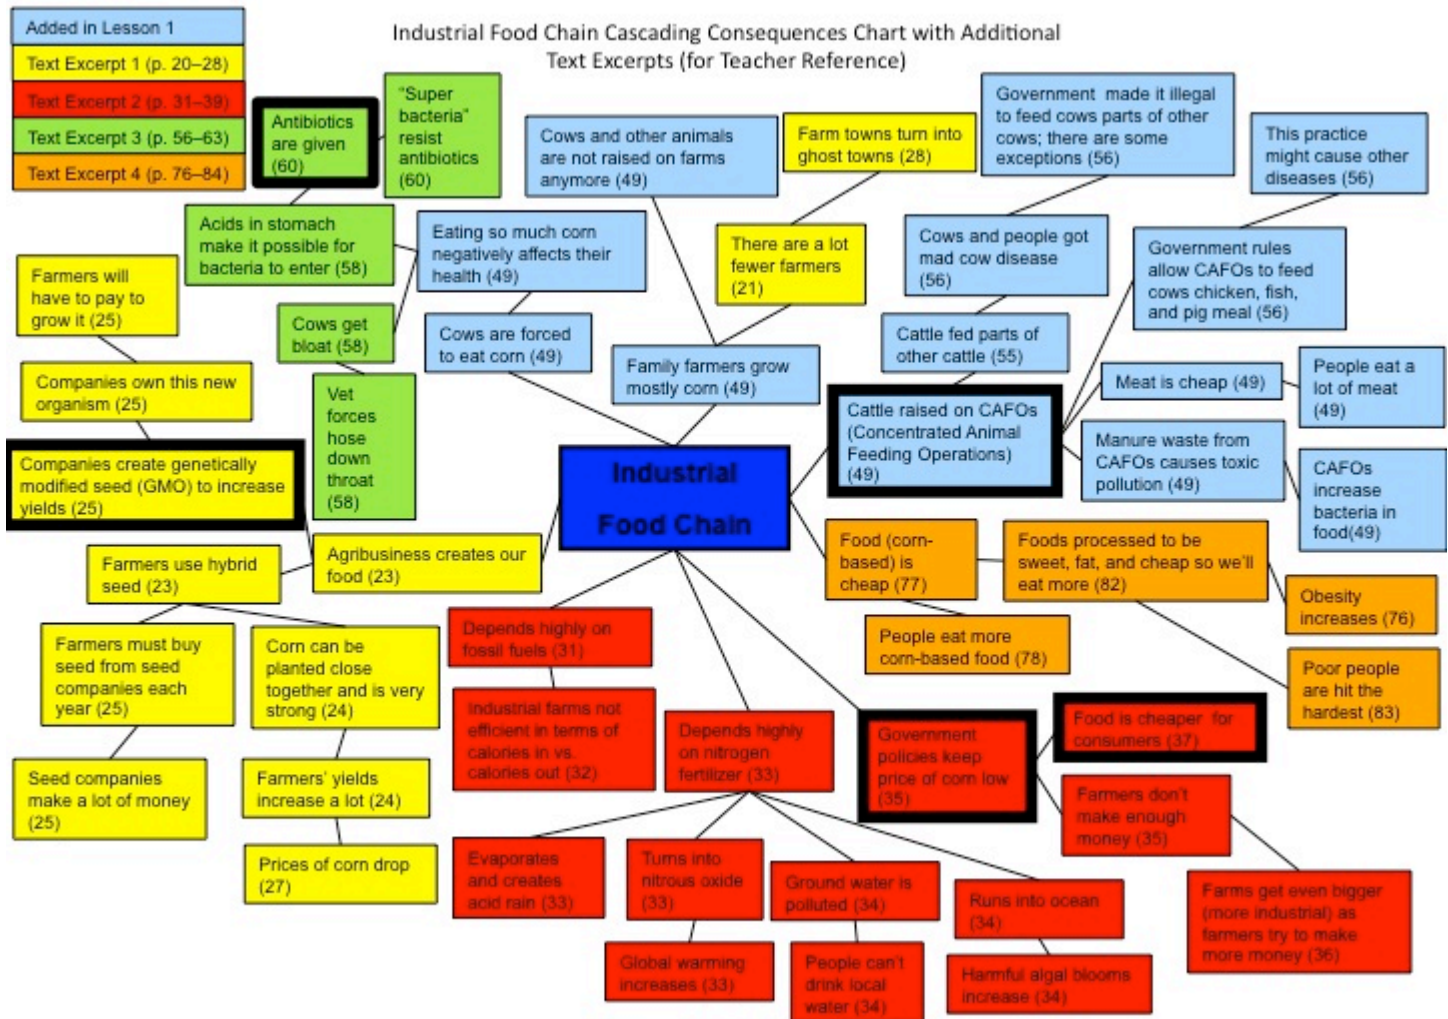 Added in Lesson 1
Text Excerpt 1 (p. 20–28)
Text Excerpt 2 (p. 31–39)
Text Excerpt 3 (p. 56–63)
Text Excerpt 4 (p. 76–84)
Industrial Food Chain Cascading Consequences Chart with Additional
Text Excerpts (for Teacher Reference)
Antibiotics
are given
(60)
"Super
bacteria"
resist
antibiotics
(60)
Cows and other animals
are not raised on farms
anymore (49)
Farm towns turn into
ghost towns (28)
Government made it illegal
to feed cows parts of other
cows; there are some
exceptions (56)
This practice
might cause other
diseases (56)
Acids in stomach
make it possible for
bacteria to enter (58)
Eating so much corn
negatively affects their
health (49)
There are a lot
fewer farmers
(21)
Cows and people got
mad cow disease
(56)
Government rules
allow CAFOs to feed
cows chicken, fish,
and pig meal (56)
Farmers will
have to pay to
grow it (25)
Cows get
bloat (58)
Cows are forced
to eat corn (49)
Family farmers grow
mostly corn (49)
Cattle fed parts of
other cattle (55)
Meat is cheap (49)
People eat a
lot of meat
(49)
Companies own this new
organism (25)
Vet
forces
hose
down
throat
(58)
Cattle raised on CAFOs
(Concentrated Animal
Feeding Operations)
(49)
Manure waste from
CAFOs causes toxic
pollution (49)
CAFOs
increase
bacteria in
food(49)
Companies create genetically
modified seed (GMO) to increase
yields (25)
Industrial
Food Chain
Farmers use hybrid
seed (23)
Agribusiness creates our
food (23)
Food (corn-
based) is
cheap (77)
Foods processed to be
sweet, fat, and cheap so we'll
eat more (82)
Obesity
increases (76)
People eat more
corn-based food (78)
Poor people
are hit the
hardest (83)
Farmers must buy
seed from seed
companies each
year (25)
Corn can be
planted close
together and is very
strong (24)
Depends highly on
fossil fuels (31)
Industrial farms not
efficient in terms of
calories in vs.
calories out (32)
Depends highly
on nitrogen
fertilizer (33)
Government
policies keep
price of corn low
(35)
Food is cheaper for
consumers (37)
Farmers don't
make enough
money (35)
Seed companies
make a lot of money
(25)
Farmers' yields
increase a lot (24)
Prices of corn drop
(27)
Evaporates
and creates
acid rain (33)
Turns into
nitrous oxide
(33)
Ground water is
polluted (34)
Runs into ocean
(34)
Farms get even bigger
(more industrial) as
farmers try to make
more money (36)
Global warming
increases (33)
People can't
drink local
water (34)
Harmful algal blooms
increase (34)